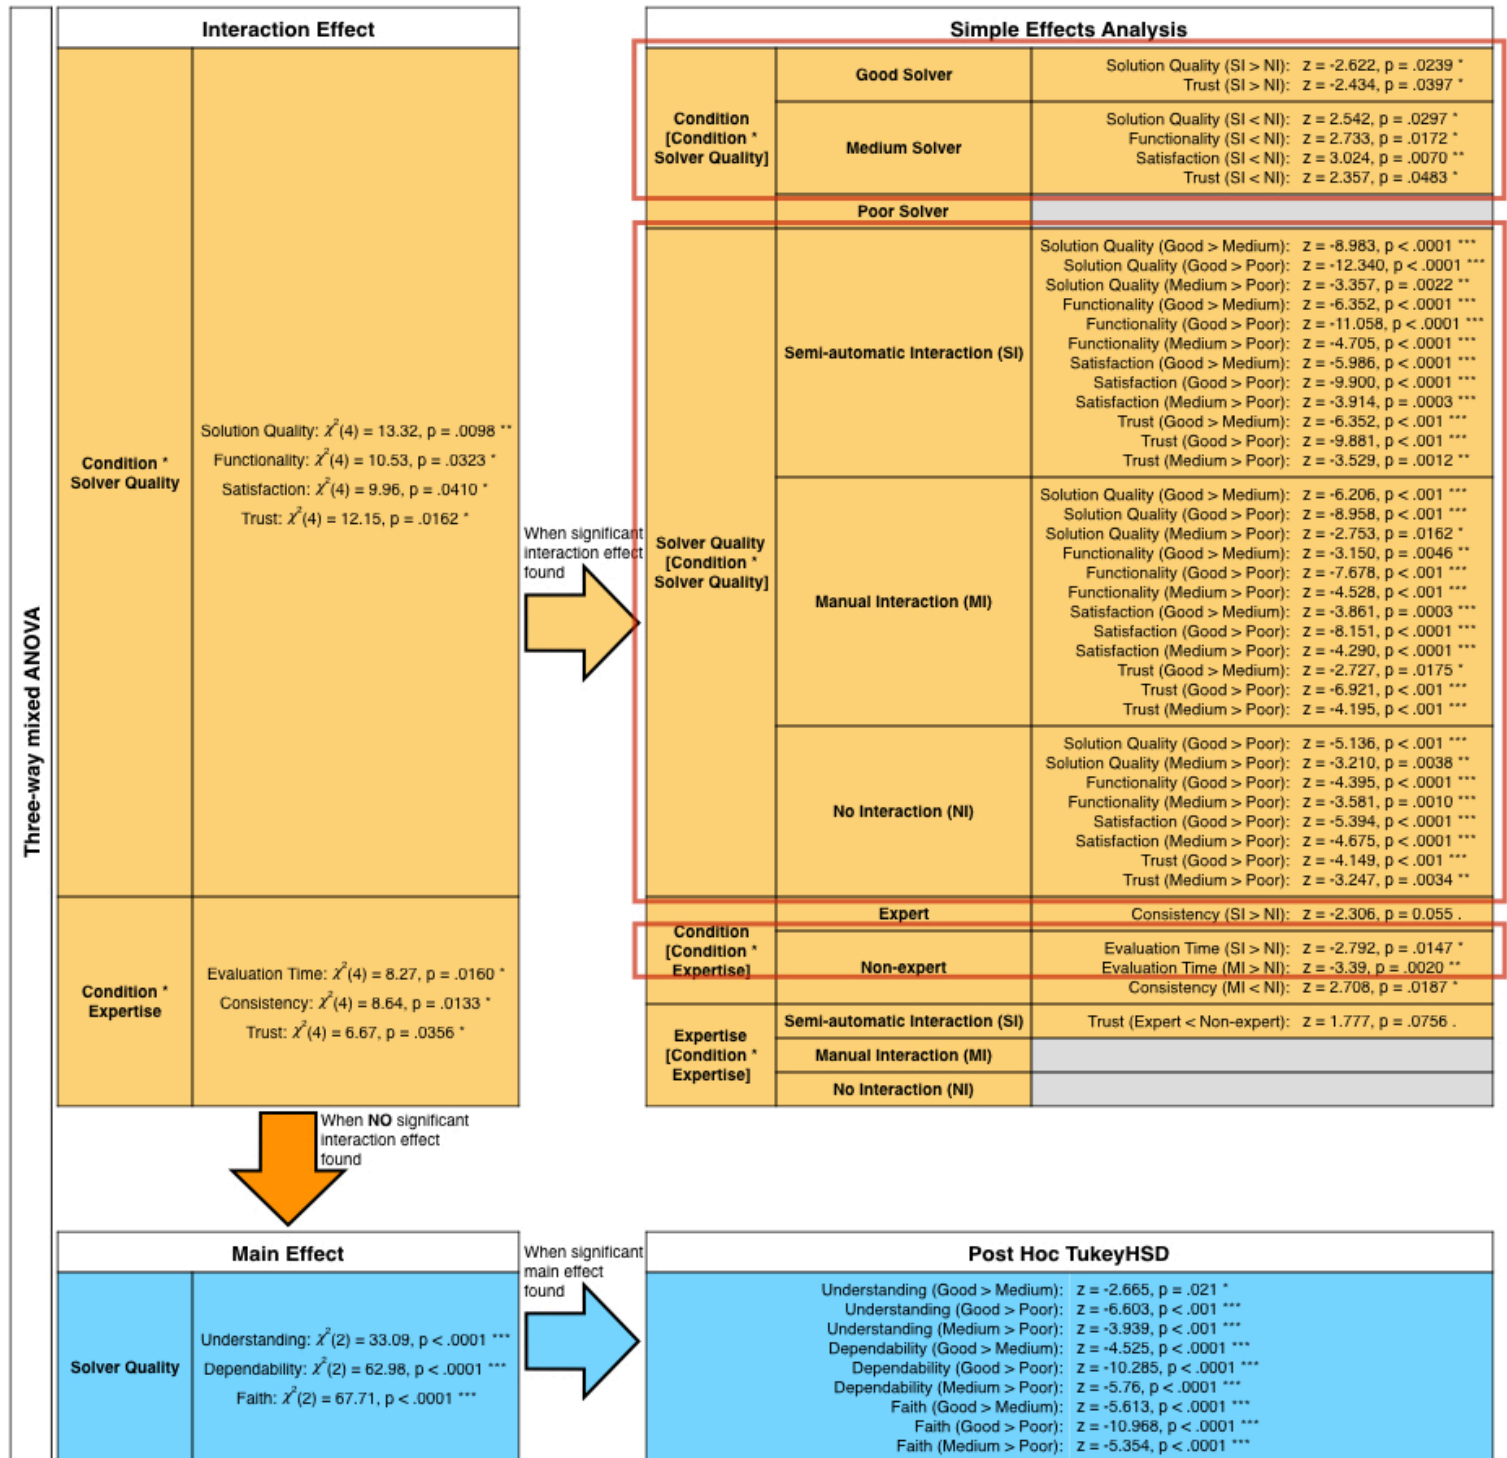 Three-way mixed ANOVA
Interaction Effect
Condition *
Solver Quality
Solution Quality: χ²(4) = 13.32, p = .0098 **
Functionality: χ²(4) = 10.53, p = .0323 *
Satisfaction: χ²(4) = 9.96, p = .0410 *
Trust: χ²(4) = 12.15, p = .0162 *
Condition *
Expertise
Evaluation Time: χ²(4) = 8.27, p = .0160 *
Consistency: χ²(4) = 8.64, p = .0133 *
Trust: χ²(4) = 6.67, p = .0356 *
When significant
interaction effect
found
Simple Effects Analysis
Condition
[Condition *
Solver Quality]
Good Solver
Solution Quality (SI > NI): z = -2.622, p = .0239 *
Trust (SI > NI): z = -2.434, p = .0397 *
Medium Solver
Solution Quality (SI < NI): z = 2.542, p = .0297 *
Functionality (SI < NI): z = 2.733, p = .0172 *
Satisfaction (SI < NI): z = 3.024, p = .0070 **
Trust (SI < NI): z = 2.357, p = .0483 *
Poor Solver
Solver Quality
[Condition *
Solver Quality]
Semi-automatic Interaction (SI)
Solution Quality (Good > Medium): z = -8.983, p < .0001 ***
Solution Quality (Good > Poor): z = -12.340, p < .0001 ***
Solution Quality (Medium > Poor): z = -3.357, p = .0022 **
Functionality (Good > Medium): z = -6.352, p < .0001 ***
Functionality (Good > Poor): z = -11.058, p < .0001 ***
Functionality (Medium > Poor): z = -4.705, p < .0001 ***
Satisfaction (Good > Medium): z = -5.986, p < .0001 ***
Satisfaction (Good > Poor): z = -9.900, p < .0001 ***
Satisfaction (Medium > Poor): z = -3.914, p = .0003 ***
Trust (Good > Medium): z = -6.352, p < .001 ***
Trust (Good > Poor): z = -9.881, p < .001 ***
Trust (Medium > Poor): z = -3.529, p = .0012 **
Manual Interaction (MI)
Solution Quality (Good > Medium): z = -6.206, p < .001 ***
Solution Quality (Good > Poor): z = -8.958, p < .001 ***
Solution Quality (Medium > Poor): z = -2.753, p = .0162 *
Functionality (Good > Medium): z = -3.150, p = .0046 **
Functionality (Good > Poor): z = -7.678, p < .001 ***
Functionality (Medium > Poor): z = -4.528, p < .001 ***
Satisfaction (Good > Medium): z = -3.861, p = .0003 ***
Satisfaction (Good > Poor): z = -8.151, p < .0001 ***
Satisfaction (Medium > Poor): z = -4.290, p < .0001 ***
Trust (Good > Medium): z = -2.727, p = .0175 *
Trust (Good > Poor): z = -6.921, p < .001 ***
Trust (Medium > Poor): z = -4.195, p < .001 ***
No Interaction (NI)
Solution Quality (Good > Poor): z = -5.136, p < .001 ***
Solution Quality (Medium > Poor): z = -3.210, p = .0038 **
Functionality (Good > Poor): z = -4.395, p < .0001 ***
Functionality (Medium > Poor): z = -3.581, p = .0010 ***
Satisfaction (Good > Poor): z = -5.394, p < .0001 ***
Satisfaction (Medium > Poor): z = -4.675, p < .0001 ***
Trust (Good > Poor): z = -4.149, p < .001 ***
Trust (Medium > Poor): z = -3.247, p = .0034 **
Condition
[Condition *
Expertise]
Expert
Consistency (SI > NI): z = -2.306, p = 0.055 .
Non-expert
Evaluation Time (SI > NI): z = -2.792, p = .0147 *
Evaluation Time (MI > NI): z = -3.39, p = .0020 **
Consistency (MI < NI): z = 2.708, p = .0187 *
Expertise
[Condition *
Expertise]
Semi-automatic Interaction (SI)
Trust (Expert < Non-expert): z = 1.777, p = .0756 .
Manual Interaction (MI)
No Interaction (NI)
When NO significant
interaction effect
found
Main Effect
Solver Quality
Understanding: χ²(2) = 33.09, p < .0001 ***
Dependability: χ²(2) = 62.98, p < .0001 ***
Faith: χ²(2) = 67.71, p < .0001 ***
When significant
main effect
found
Post Hoc TukeyHSD
Understanding (Good > Medium): z = -2.665, p = .021 *
Understanding (Good > Poor): z = -6.603, p < .001 ***
Understanding (Medium > Poor): z = -3.939, p < .001 ***
Dependability (Good > Medium): z = -4.525, p < .0001 ***
Dependability (Good > Poor): z = -10.285, p < .0001 ***
Dependability (Medium > Poor): z = -5.76, p < .0001 ***
Faith (Good > Medium): z = -5.613, p < .0001 ***
Faith (Good > Poor): z = -10.968, p < .0001 ***
Faith (Medium > Poor): z = -5.354, p < .0001 ***